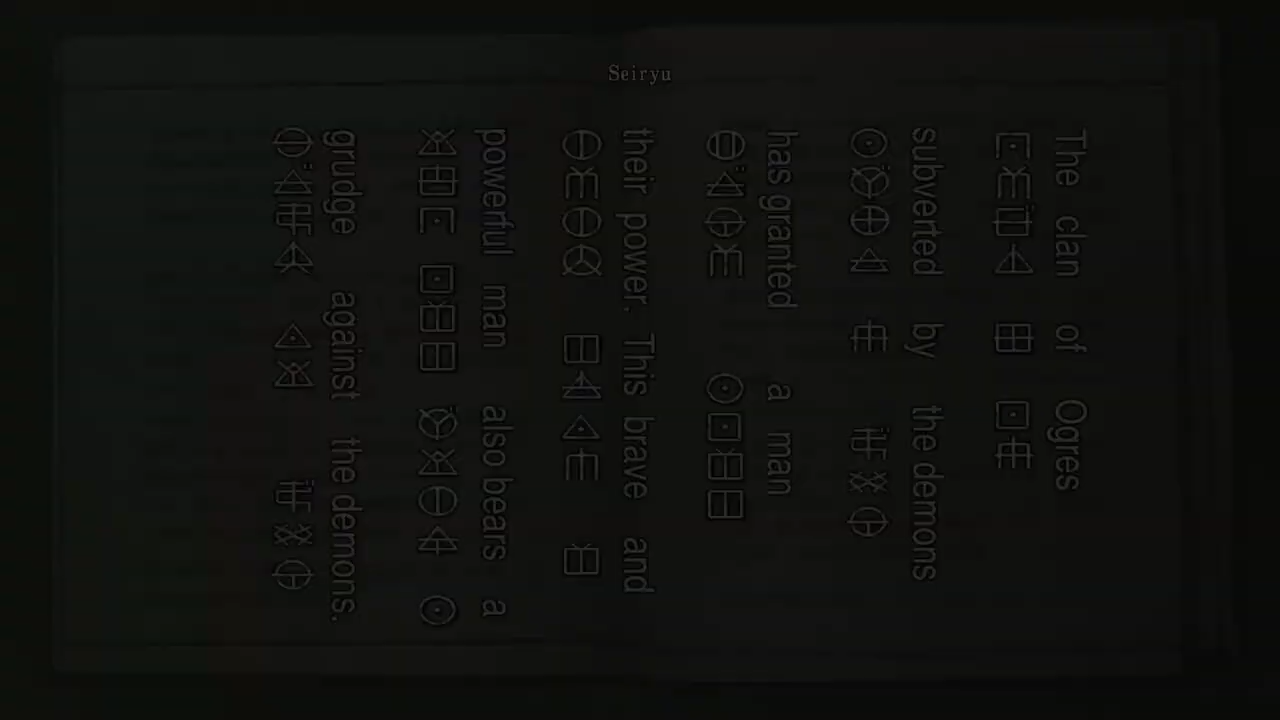 Seiryu
The clan of Ogres
subverted by the demons
has granted a man
their power. This brave and
powerful man also bears a
grudge against the demons.